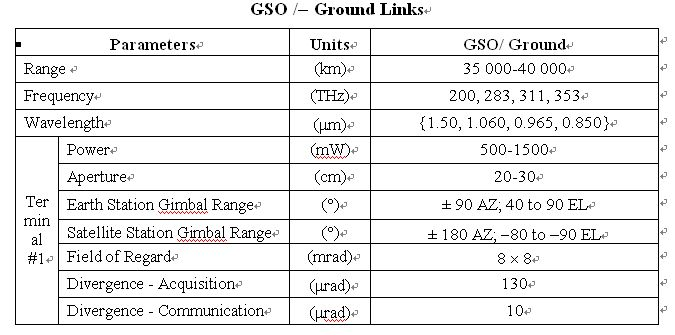 GSO /– Ground Links
Parameters Units GSO/ Ground
Range (km) 35 000-40 000
Frequency (THz) 200, 283, 311, 353
Wavelength (μm) {1.50, 1.060, 0.965, 0.850}
Ter
min
al
#1
Power (mW) 500-1500
Aperture (cm) 20-30
Earth Station Gimbal Range (°) ± 90 AZ; 40 to 90 EL
Satellite Station Gimbal Range (°) ± 180 AZ; –80 to –90 EL
Field of Regard (mrad) 8 × 8
Divergence - Acquisition (μrad) 130
Divergence - Communication (μrad) 10